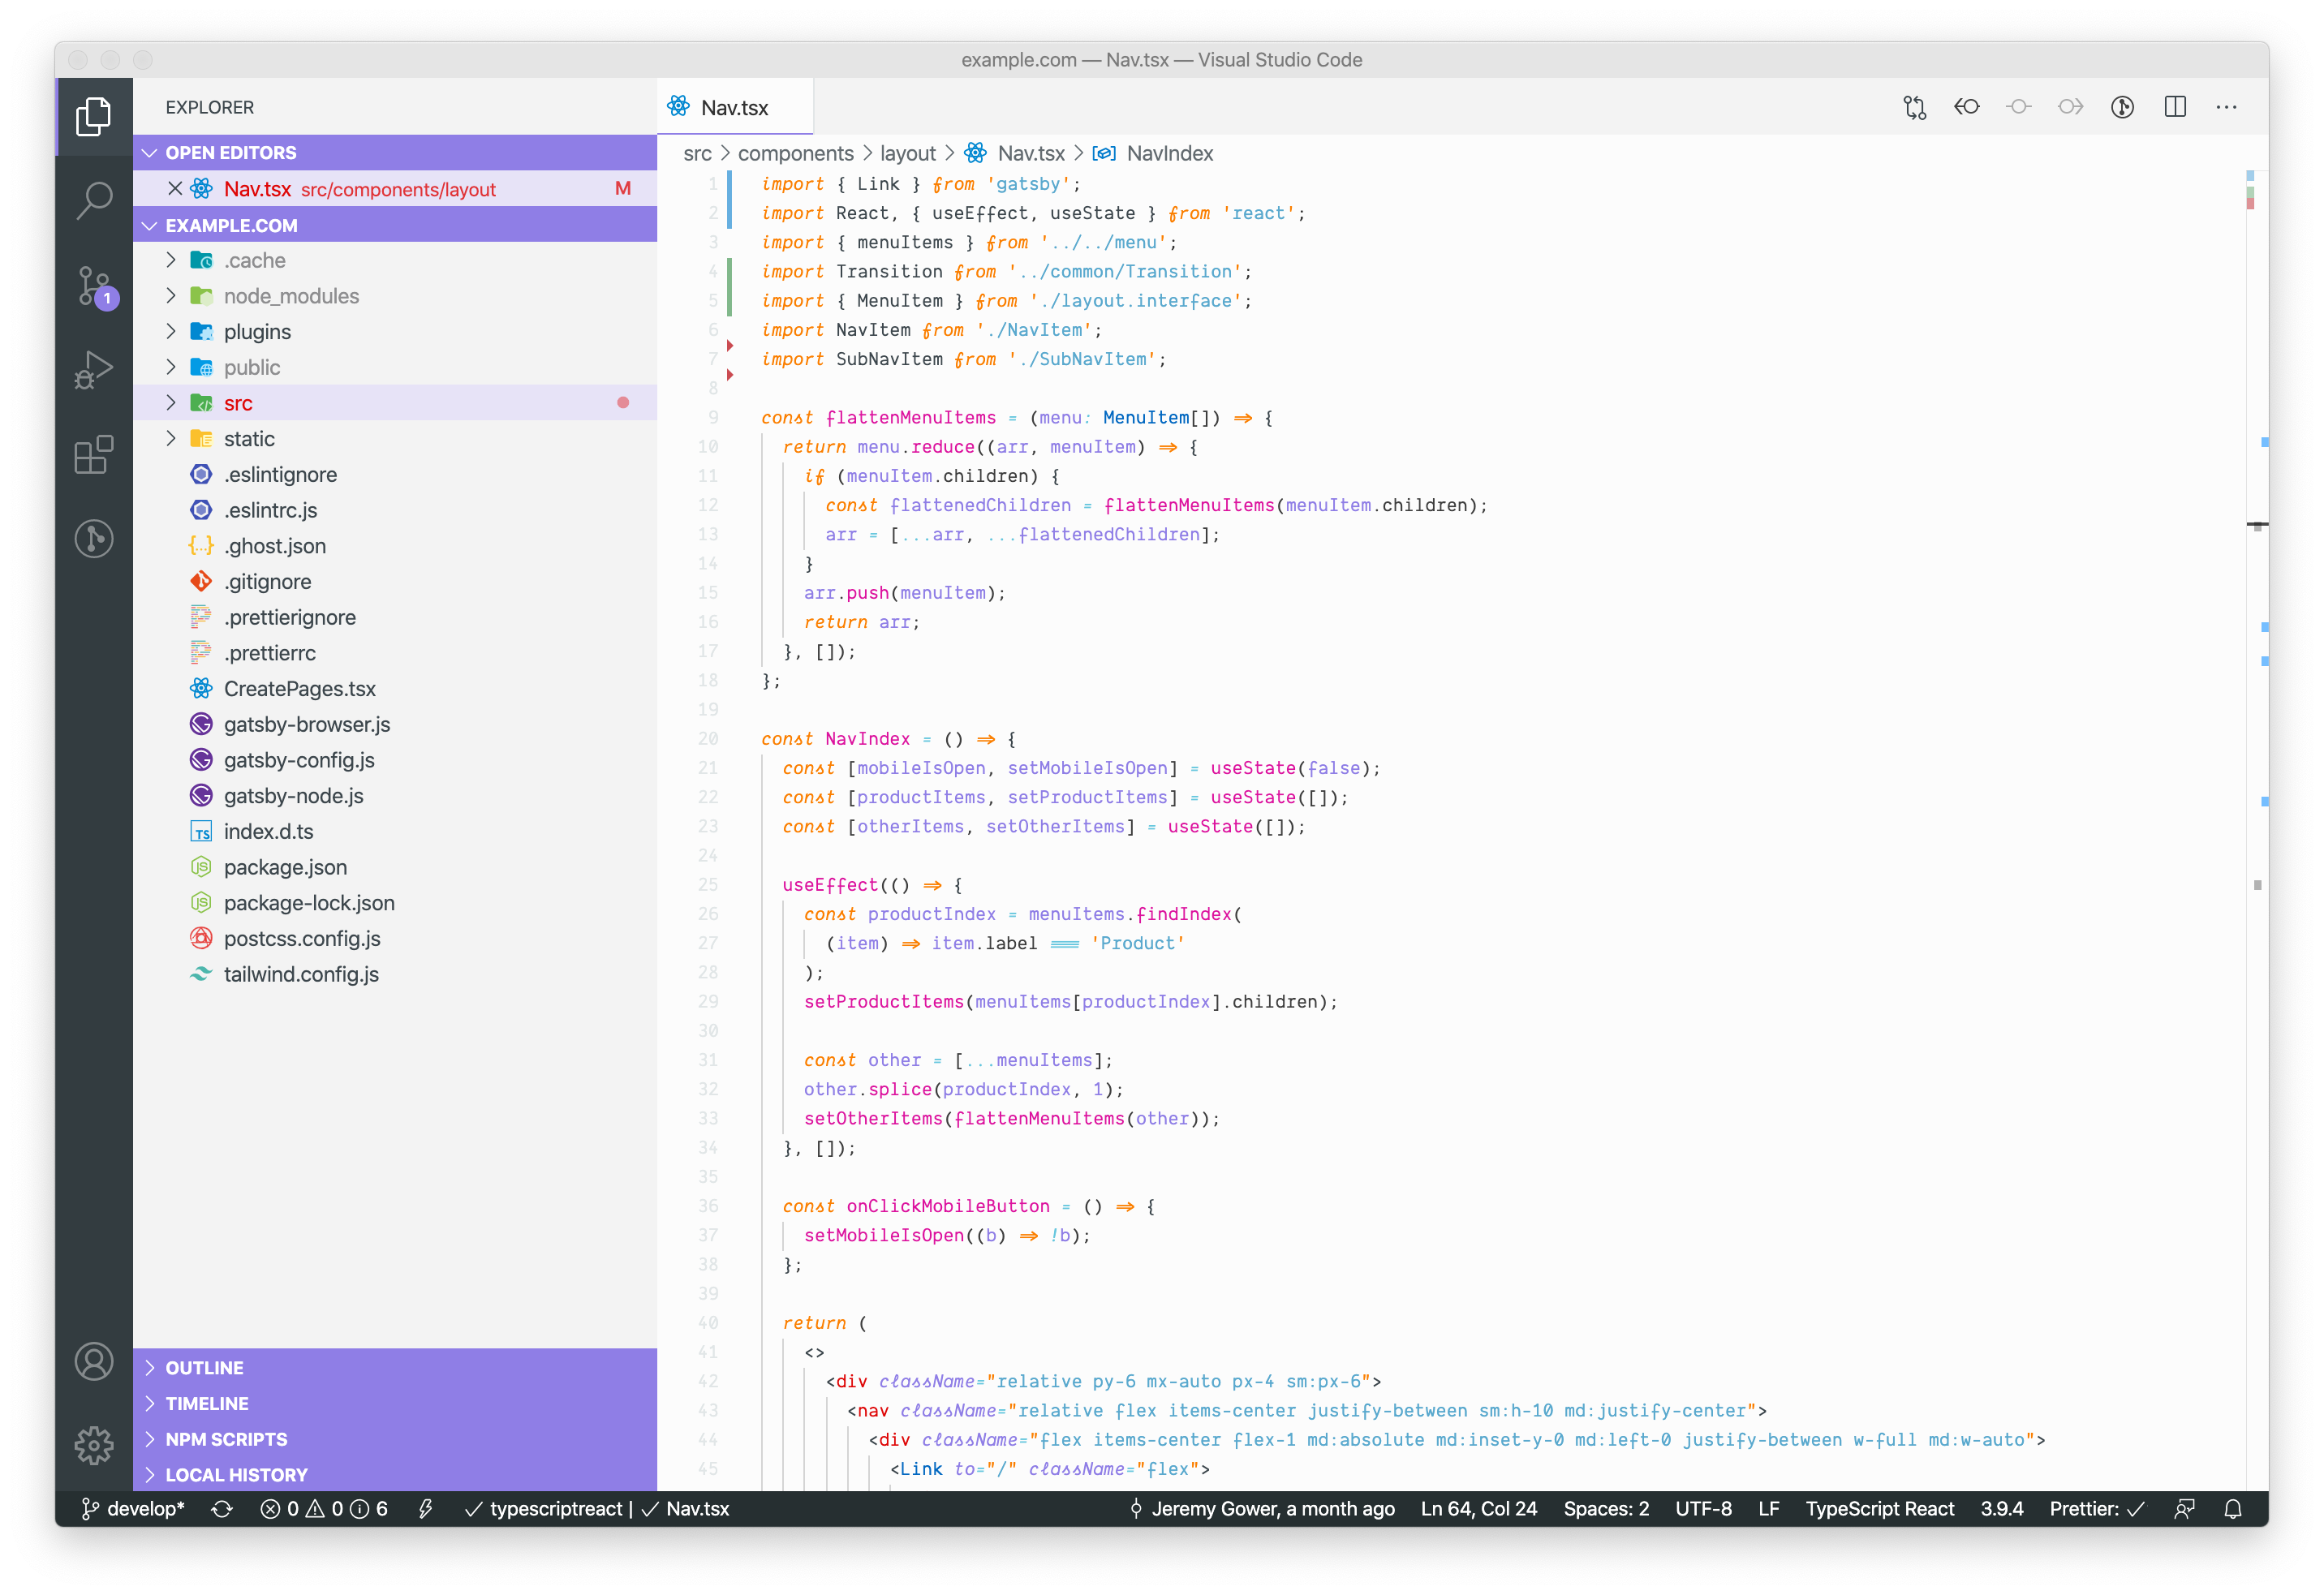 example.com — Nav.tsx — Visual Studio Code
EXPLORER
OPEN EDITORS
Nav.tsx src/components/layout M
EXAMPLE.COM
.cache
node_modules
plugins
public
src
static
.eslintignore
.eslintrc.js
.ghost.json
.gitignore
.prettierignore
.prettierrc
CreatePages.tsx
gatsby-browser.js
gatsby-config.js
gatsby-node.js
index.d.ts
package.json
package-lock.json
postcss.config.js
tailwind.config.js
OUTLINE
TIMELINE
NPM SCRIPTS
LOCAL HISTORY
1
Nav.tsx
src > components > layout > Nav.tsx > NavIndex
1 import { Link } from 'gatsby';
2 import React, { useEffect, useState } from 'react';
3 import { menuItems } from '../../menu';
4 import Transition from '../common/Transition';
5 import { MenuItem } from './layout.interface';
6 import NavItem from './NavItem';
7 import SubNavItem from './SubNavItem';
8
9 const flattenMenuItems = (menu: MenuItem[]) => {
10 return menu.reduce((arr, menuItem) => {
11 if (menuItem.children) {
12 const flattenedChildren = flattenMenuItems(menuItem.children);
13 arr = [...arr, ...flattenedChildren];
14 }
15 arr.push(menuItem);
16 return arr;
17 }, []);
18 };
19
20 const NavIndex = () => {
21 const [mobileIsOpen, setMobileIsOpen] = useState(false);
22 const [productItems, setProductItems] = useState([]);
23 const [otherItems, setOtherItems] = useState([]);
24
25 useEffect(() => {
26 const productIndex = menuItems.findIndex(
27 (item) => item.label === 'Product'
28 );
29 setProductItems(menuItems[productIndex].children);
30
31 const other = [...menuItems];
32 other.splice(productIndex, 1);
33 setOtherItems(flattenMenuItems(other));
34 }, []);
35
36 const onClickMobileButton = () => {
37 setMobileIsOpen((b) => !b);
38 };
39
40 return (
41 <>
42 <div className="relative py-6 mx-auto px-4 sm:px-6">
43 <nav className="relative flex items-center justify-between sm:h-10 md:justify-center">
44 <div className="flex items-center flex-1 md:absolute md:inset-y-0 md:left-0 justify-between w-full md:w-auto">
45 <Link to="/" className="flex">
develop* 0 0 6 typescriptreact | Nav.tsx Jeremy Gower, a month ago Ln 64, Col 24 Spaces: 2 UTF-8 LF TypeScript React 3.9.4 Prettier: ✓